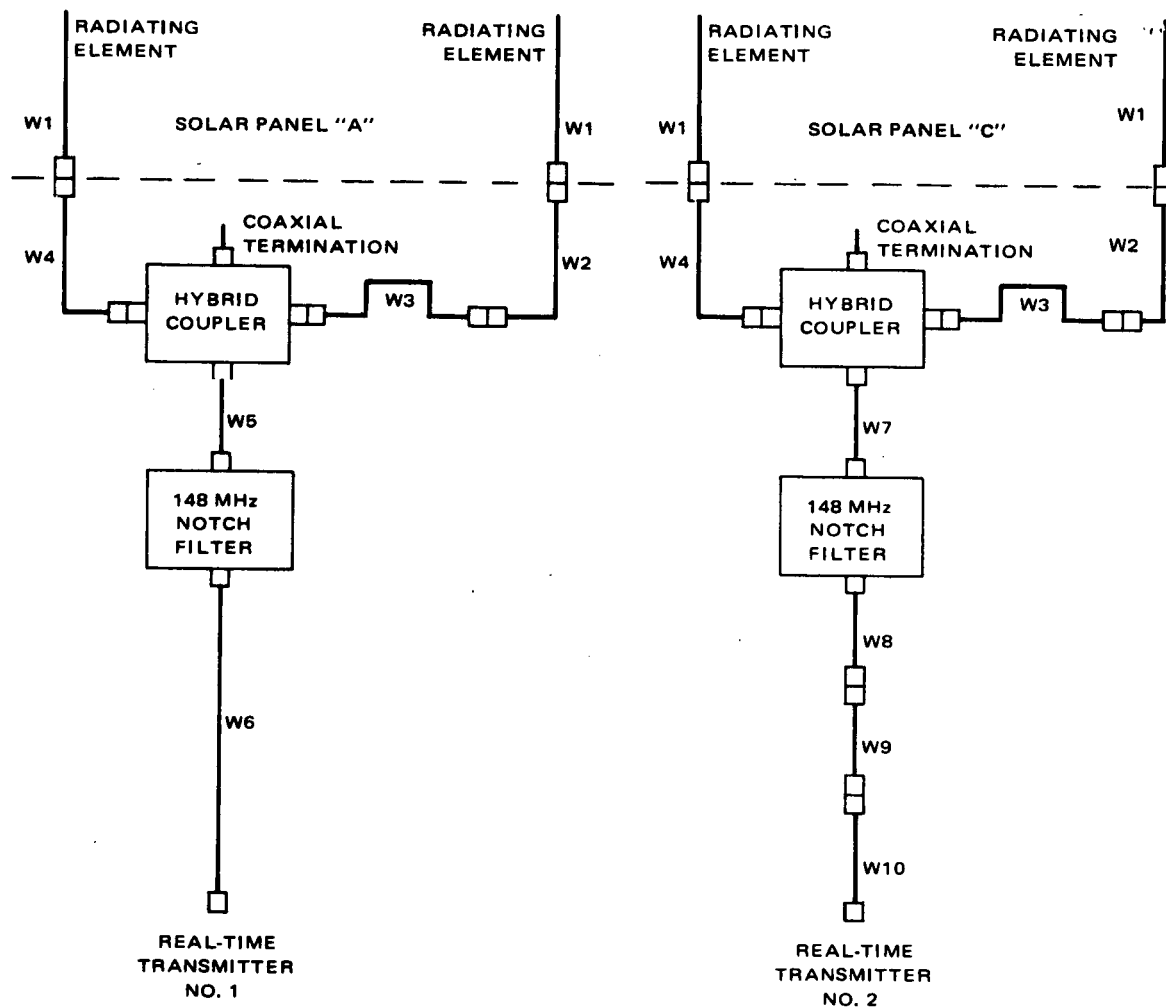 RADIATING
ELEMENT
RADIATING
ELEMENT
W1
SOLAR PANEL "A"
W1
COAXIAL
TERMINATION
W4
W2
HYBRID
COUPLER
W3
W5
148 MHz
NOTCH
FILTER
W6
REAL-TIME
TRANSMITTER
NO. 1
RADIATING
ELEMENT
RADIATING
ELEMENT
W1
SOLAR PANEL "C"
W1
COAXIAL
TERMINATION
W4
W2
HYBRID
COUPLER
W3
W7
148 MHz
NOTCH
FILTER
W8
W9
W10
REAL-TIME
TRANSMITTER
NO. 2